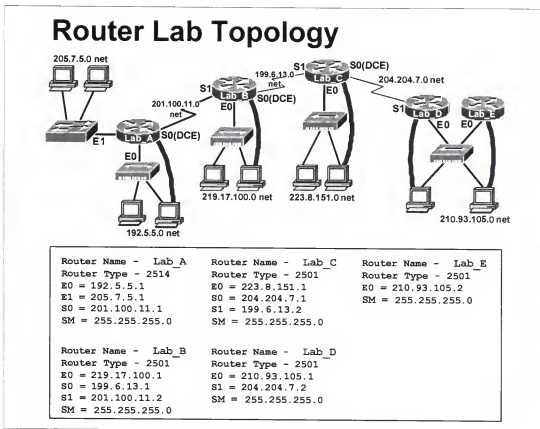 Router Lab Topology
205.7.5.0 net
S1
S0(DCE)
Lab_C
199.6.13.0
net
E0
204.204.7.0 net
S1
Lab_B
E0
S0(DCE)
201.100.11.0
net
S1
Lab_D
E0
Lab_E
E0
E1
Lab_A
S0(DCE)
E0
219.17.100.0 net
223.8.151.0 net
210.93.105.0 net
192.5.5.0 net
Router Name - Lab_A
Router Type - 2514
E0 = 192.5.5.1
E1 = 205.7.5.1
S0 = 201.100.11.1
SM = 255.255.255.0
Router Name - Lab_C
Router Type - 2501
E0 = 223.8.151.1
S0 = 204.204.7.1
S1 = 199.6.13.2
SM = 255.255.255.0
Router Name - Lab_E
Router Type - 2501
E0 = 210.93.105.2
SM = 255.255.255.0
Router Name - Lab_B
Router Type - 2501
E0 = 219.17.100.1
S0 = 199.6.13.1
S1 = 201.100.11.2
SM = 255.255.255.0
Router Name - Lab_D
Router Type - 2501
E0 = 210.93.105.1
S1 = 204.204.7.2
SM = 255.255.255.0